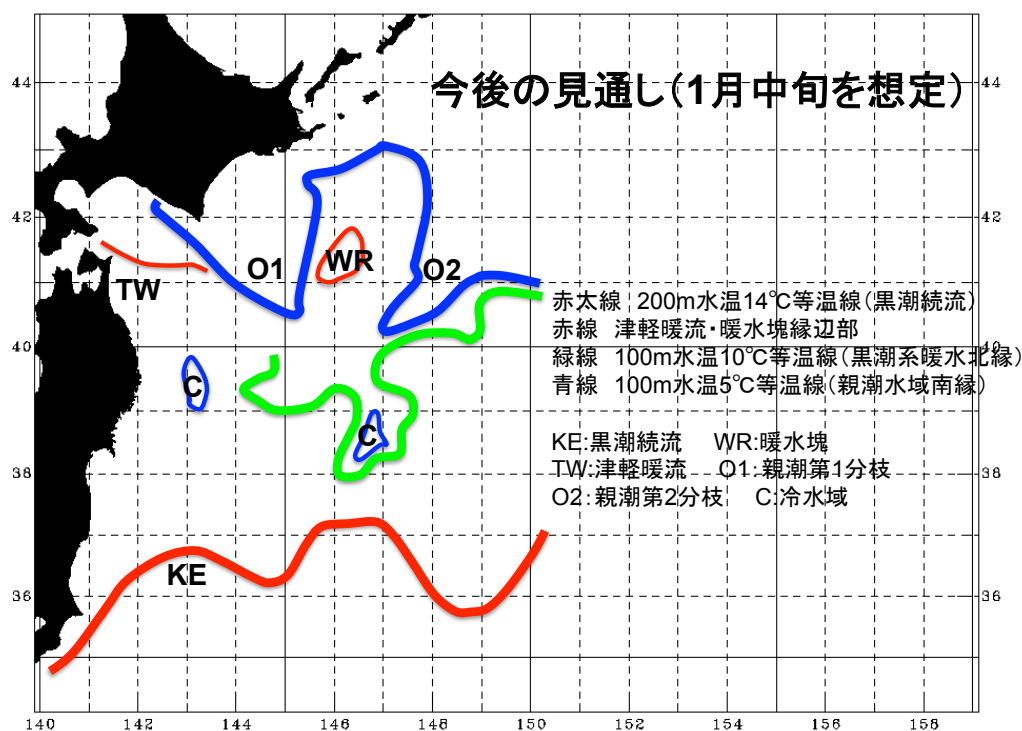 今後の見通し(1月中旬を想定)
44
44
42
42
40
38
38
36
36
O1
WR
O2
TW
C
C
KE
赤太線 200m水温14℃等温線(黒潮続流)
赤線 津軽暖流・暖水塊縁辺部
緑線 100m水温10℃等温線(黒潮系暖水北縁)
青線 100m水温5℃等温線(親潮水域南縁)
KE:黒潮続流 WR:暖水塊
TW:津軽暖流 O1:親潮第1分枝
O2:親潮第2分枝 C:冷水域
140 142 144 146 148 150 152 154 156 158